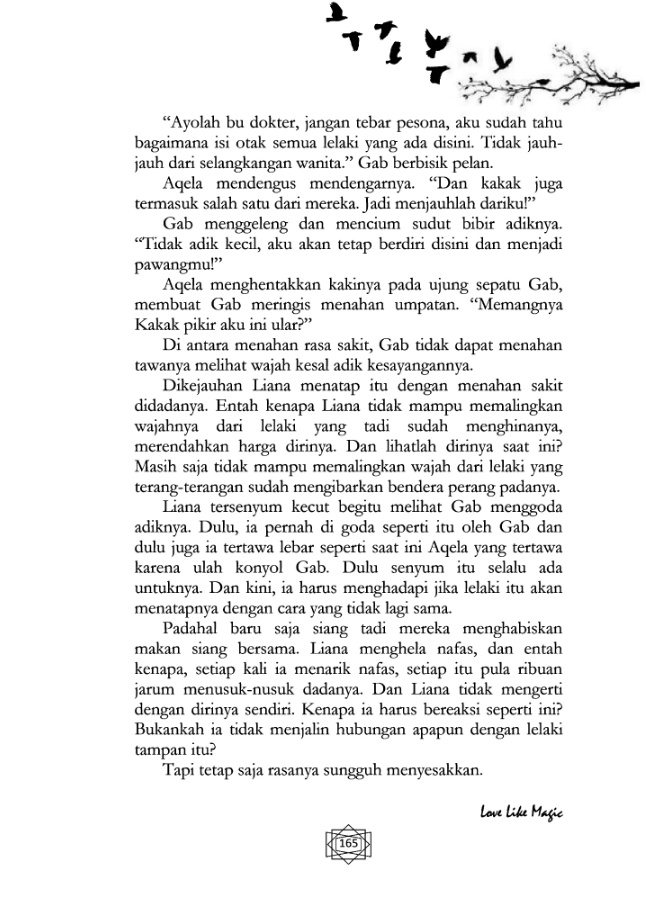 “Ayolah bu dokter, jangan tebar pesona, aku sudah tahu
bagaimana isi otak semua lelaki yang ada disini. Tidak jauh-
jauh dari selangkangan wanita.” Gab berbisik pelan.
Aqela mendengus mendengarnya. “Dan kakak juga
termasuk salah satu dari mereka. Jadi menjauhlah dariku!”
Gab menggeleng dan mencium sudut bibir adiknya.
“Tidak adik kecil, aku akan tetap berdiri disini dan menjadi
pawangmu!”
Aqela menghentakkan kakinya pada ujung sepatu Gab,
membuat Gab meringis menahan umpatan. “Memangnya
Kakak pikir aku ini ular?”
Di antara menahan rasa sakit, Gab tidak dapat menahan
tawanya melihat wajah kesal adik kesayangannya.
Dikejauhan Liana menatap itu dengan menahan sakit
didadanya. Entah kenapa Liana tidak mampu memalingkan
wajahnya dari lelaki yang tadi sudah menghinanya,
merendahkan harga dirinya. Dan lihatlah dirinya saat ini?
Masih saja tidak mampu memalingkan wajah dari lelaki yang
terang-terangan sudah mengibarkan bendera perang padanya.
Liana tersenyum kecut begitu melihat Gab menggoda
adiknya. Dulu, ia pernah di goda seperti itu oleh Gab dan
dulu juga ia tertawa lebar seperti saat ini Aqela yang tertawa
karena ulah konyol Gab. Dulu senyum itu selalu ada
untuknya. Dan kini, ia harus menghadapi jika lelaki itu akan
menatapnya dengan cara yang tidak lagi sama.
Padahal baru saja siang tadi mereka menghabiskan
makan siang bersama. Liana menghela nafas, dan entah
kenapa, setiap kali ia menarik nafas, setiap itu pula ribuan
jarum menusuk-nusuk dadanya. Dan Liana tidak mengerti
dengan dirinya sendiri. Kenapa ia harus bereaksi seperti ini?
Bukankah ia tidak menjalin hubungan apapun dengan lelaki
tampan itu?
Tapi tetap saja rasanya sungguh menyesakkan.
Love Like Magic
165